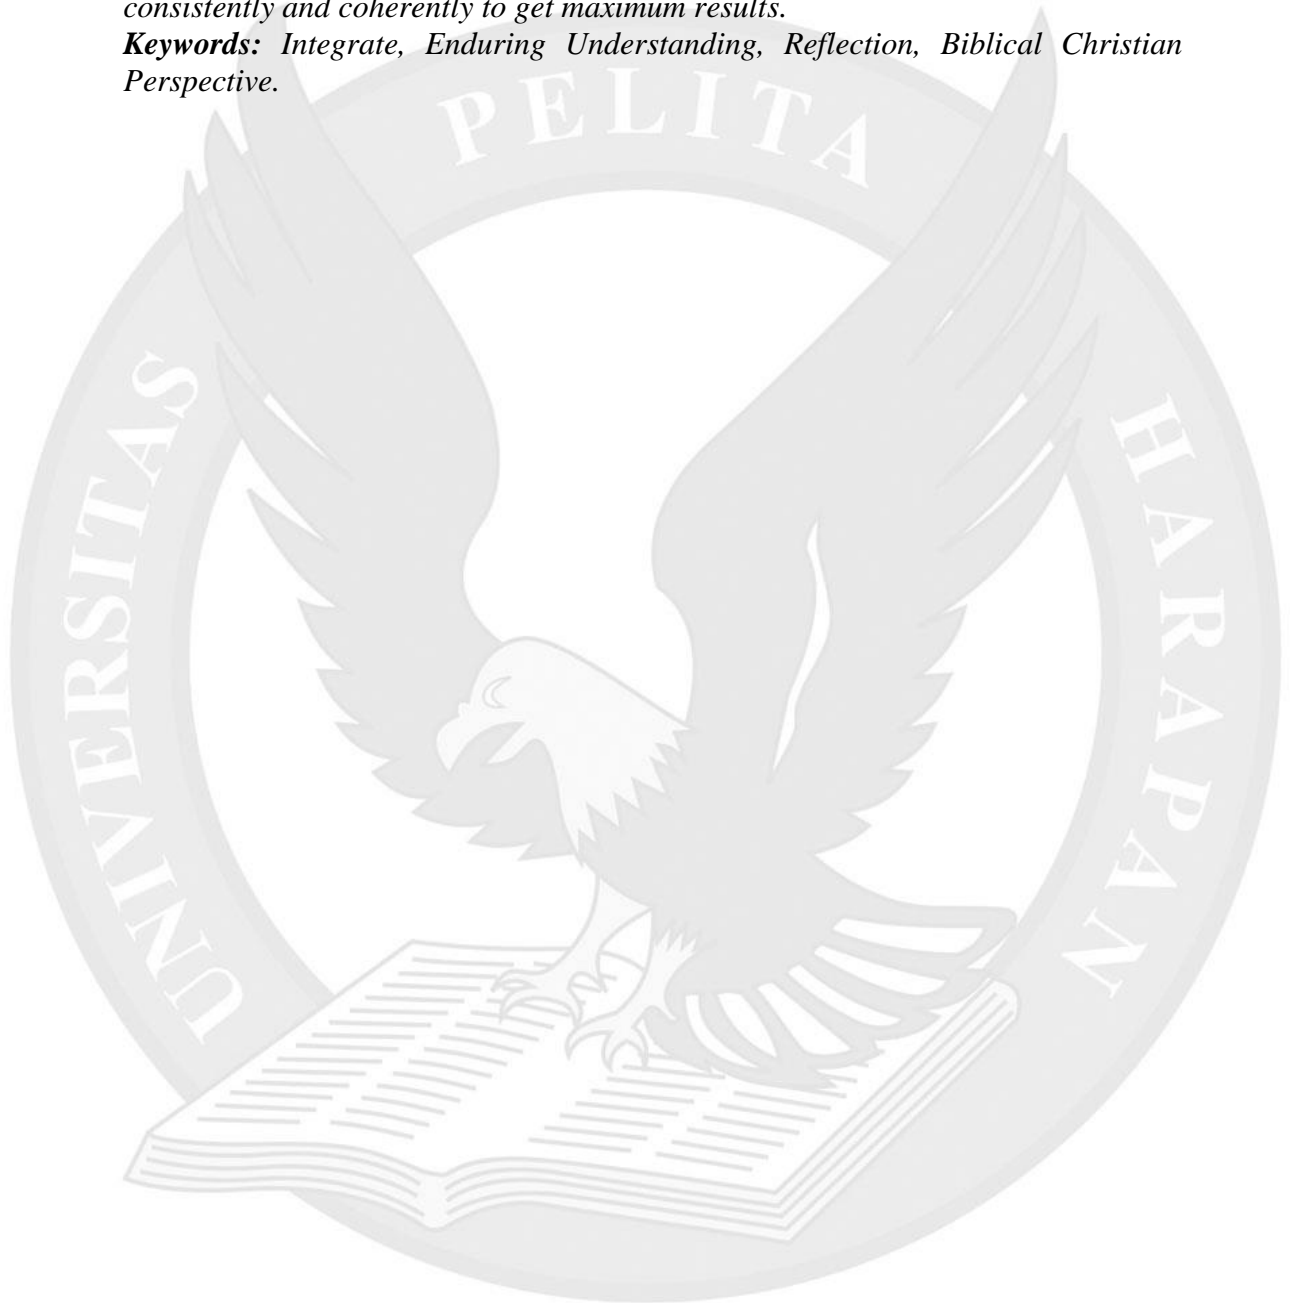 consistently and coherently to get maximum results.
Keywords: Integrate, Enduring Understanding, Reflection, Biblical Christian
Perspective.
UNIVERSITAS PELITA HARAPAN